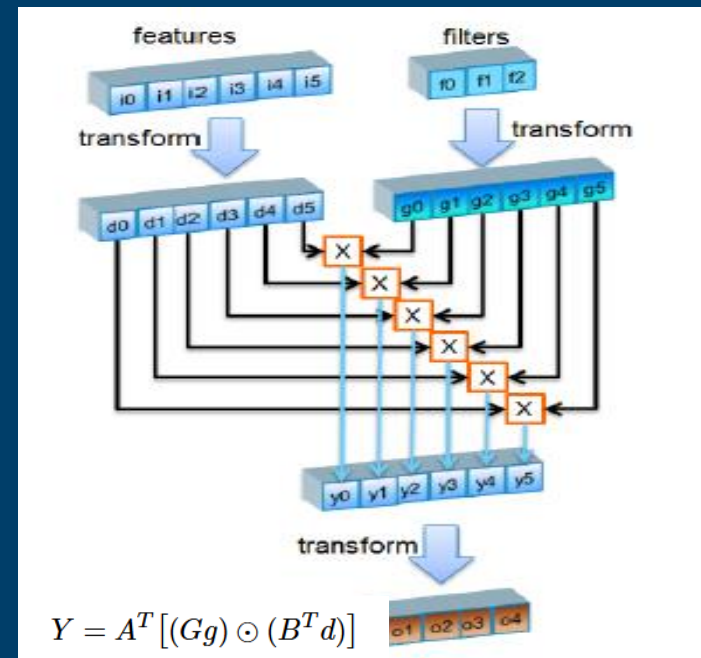 features
filters
i0 i1 i2 i3 i4 i5
f0 f1 f2
transform
transform
d0 d1 d2 d3 d4 d5
g0 g1 g2 g3 g4 g5
X
X
X
X
X
X
y0 y1 y2 y3 y4 y5
transform
o1 o2 o3 o4
Y = A^T [(Gg) ⊙ (B^T d)]